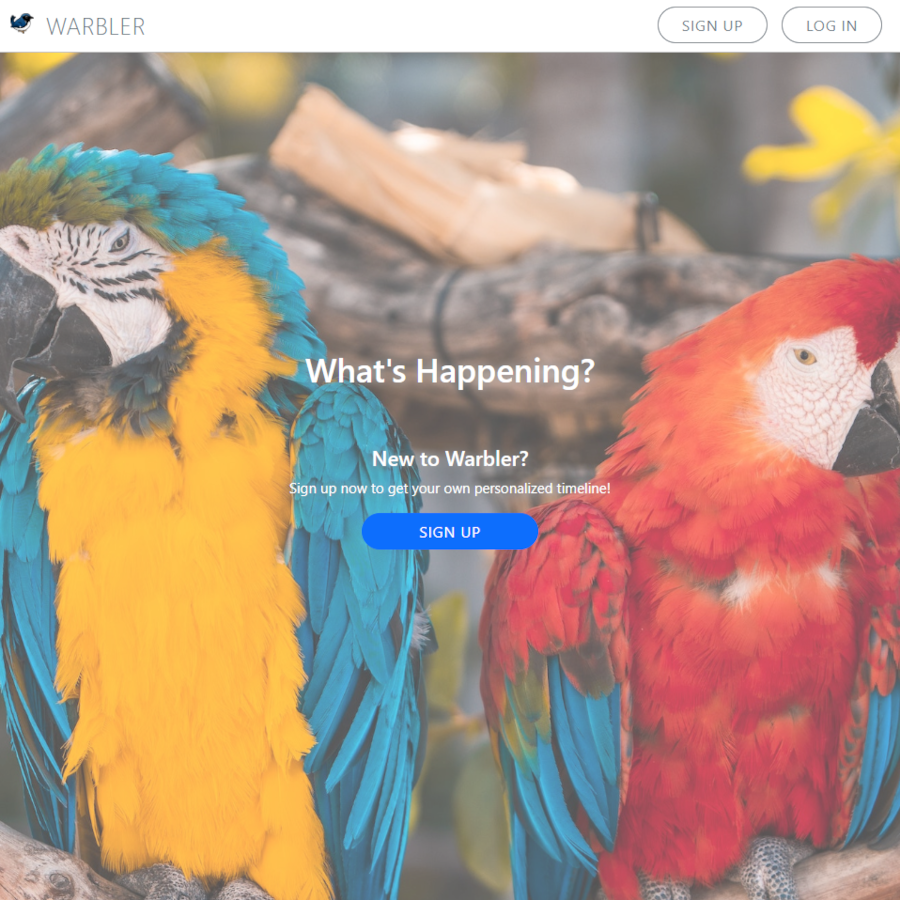 WARBLER
SIGN UP
LOG IN
What's Happening?
New to Warbler?
Sign up now to get your own personalized timeline!
SIGN UP